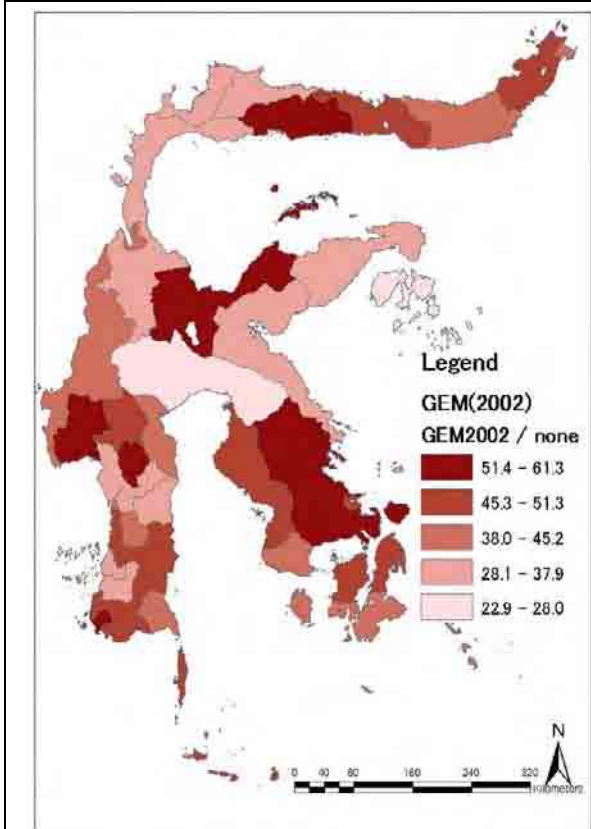 Legend
GEM(2002)
GEM2002 / none
51.4 - 61.3
45.3 - 51.3
38.0 - 45.2
28.1 - 37.9
22.9 - 28.0
N
0 40 80 160 240 320
Kilometers